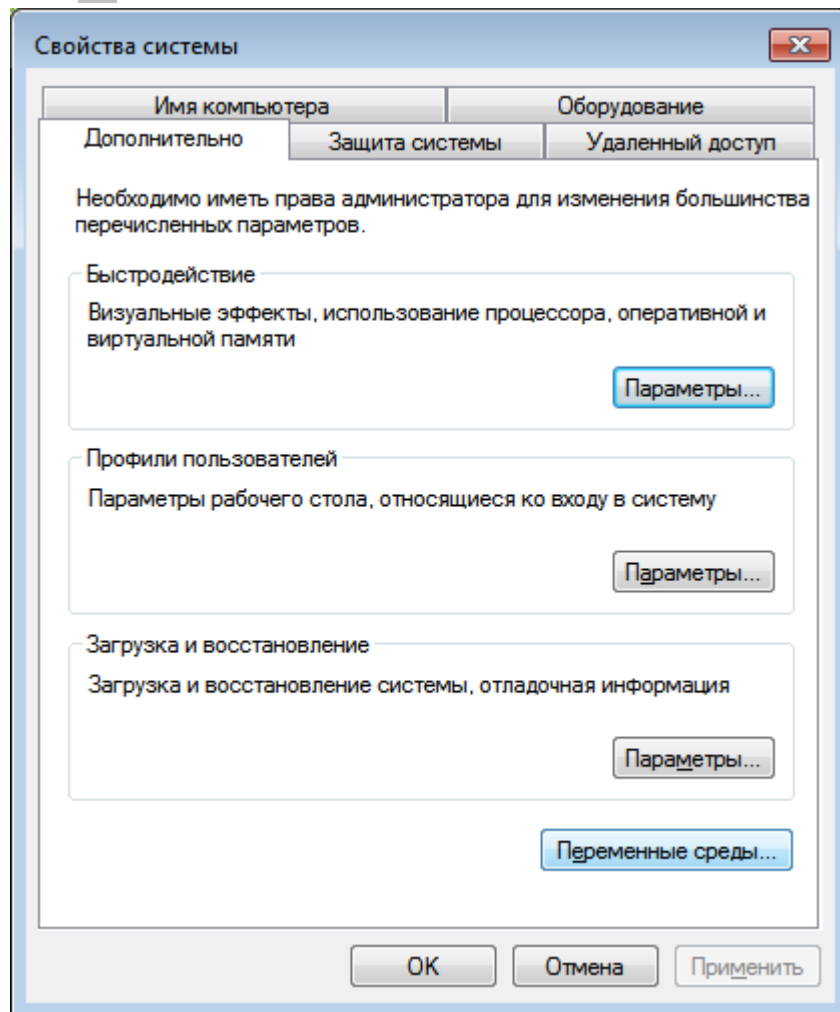 Свойства системы
Имя компьютера
Оборудование
Дополнительно
Защита системы
Удаленный доступ
Необходимо иметь права администратора для изменения большинства
перечисленных параметров.
Быстродействие
Визуальные эффекты, использование процессора, оперативной и
виртуальной памяти
Параметры...
Профили пользователей
Параметры рабочего стола, относящиеся ко входу в систему
Параметры...
Загрузка и восстановление
Загрузка и восстановление системы, отладочная информация
Параметры...
Переменные среды...
OK
Отмена
Применить